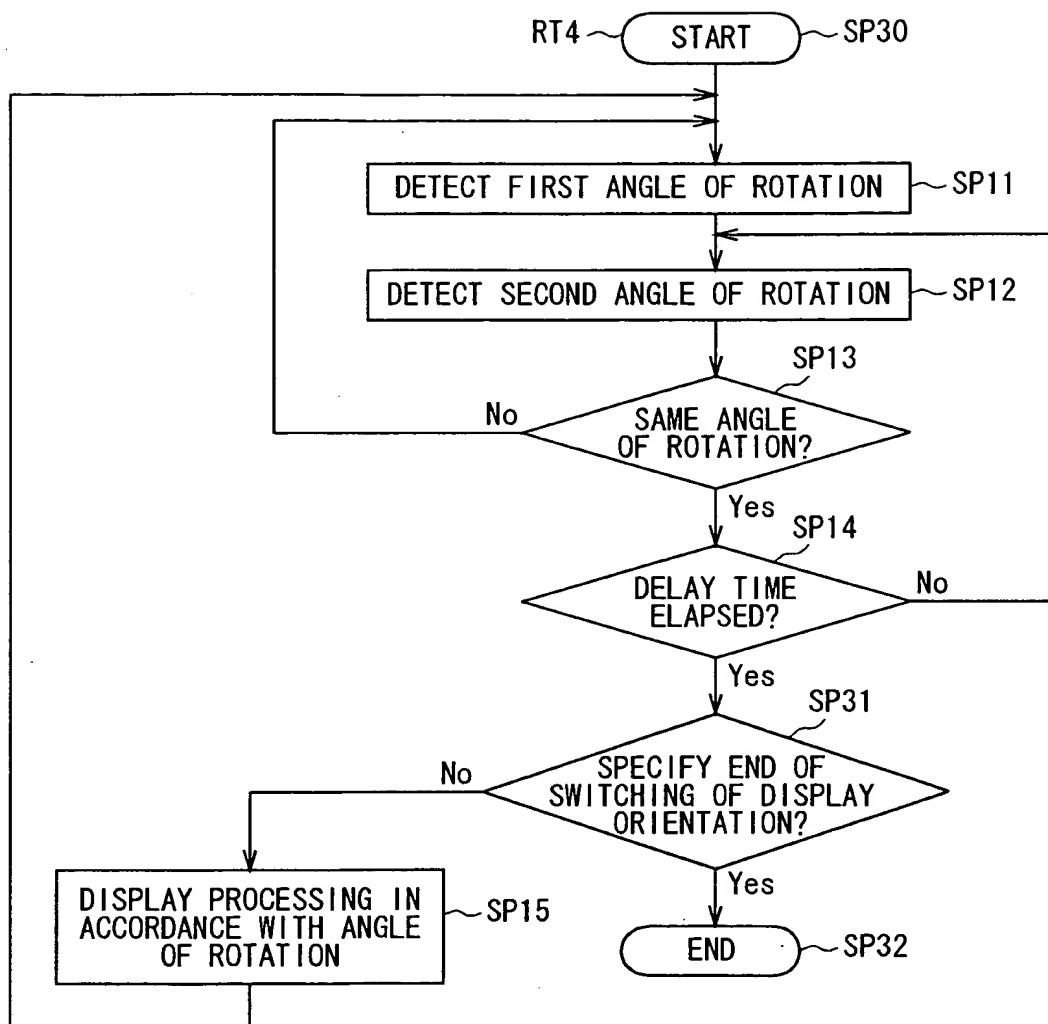 RT4 START SP30
DETECT FIRST ANGLE OF ROTATION SP11
DETECT SECOND ANGLE OF ROTATION SP12
SP13
No
SAME ANGLE
OF ROTATION?
Yes
SP14
DELAY TIME
ELAPSED?
No
Yes
SP31
No
SPECIFY END OF
SWITCHING OF DISPLAY
ORIENTATION?
Yes
DISPLAY PROCESSING IN
ACCORDANCE WITH ANGLE
OF ROTATION
SP15
END SP32